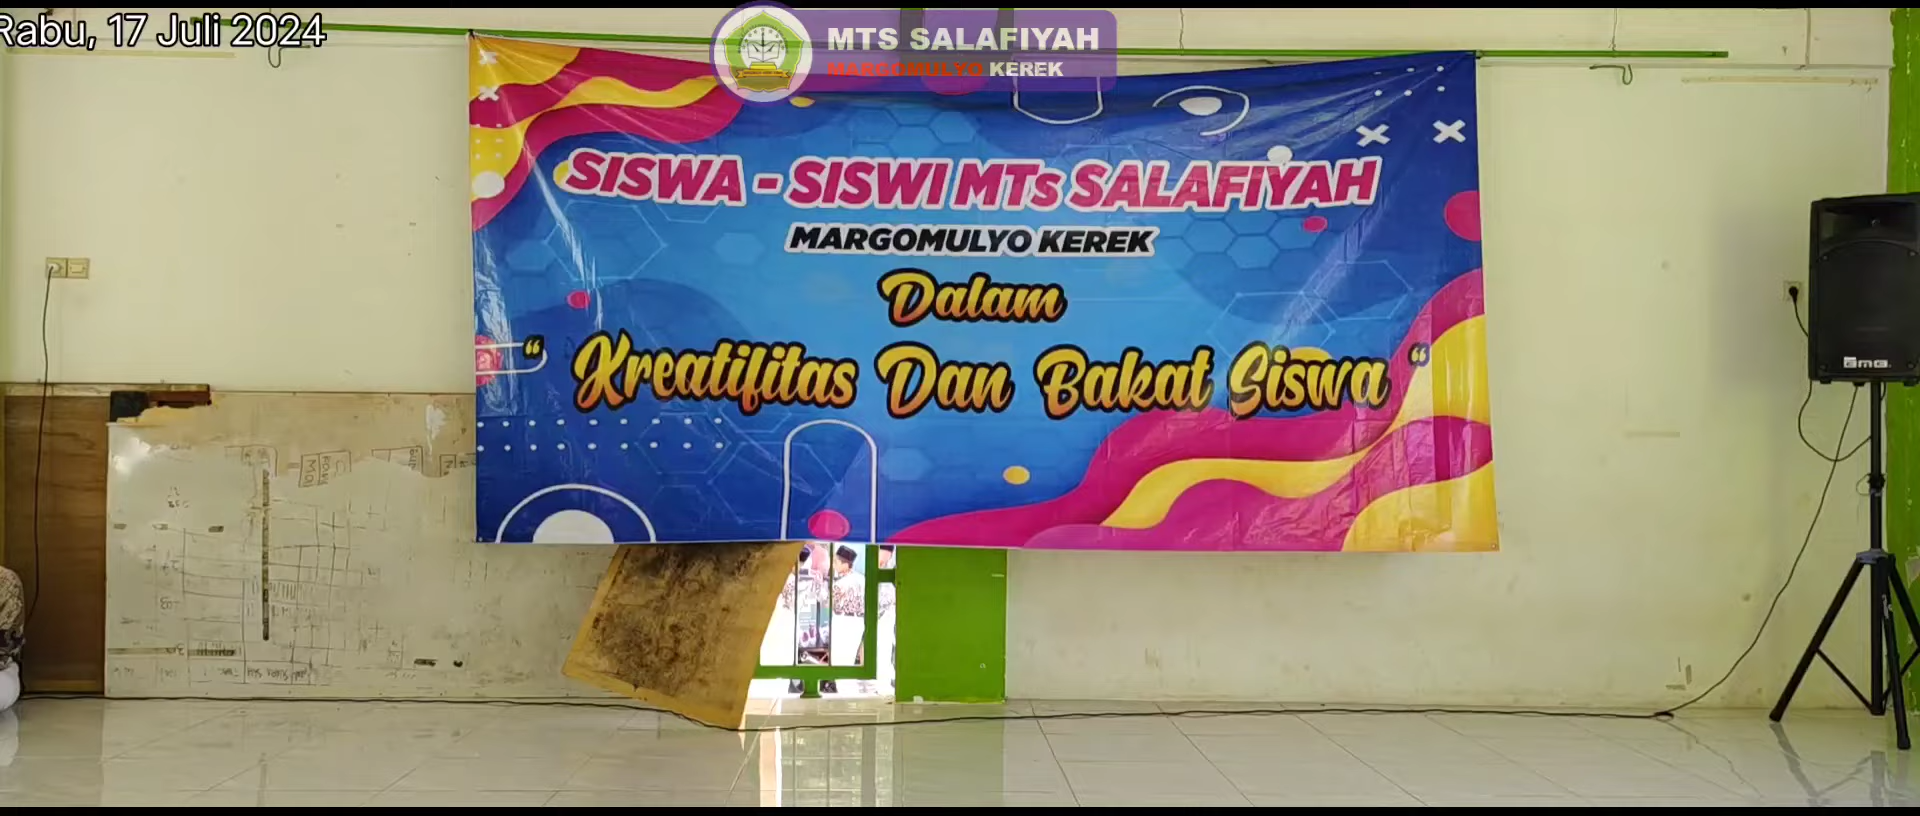 Rabu, 17 Juli 2024
MTS SALAFIYAH
MARGOMULYO KEREK
SISWA - SISWI MTs SALAFIYAH
MARGOMULYO KEREK
Dalam
“ Kreatifitas Dan Bakat Siswa “